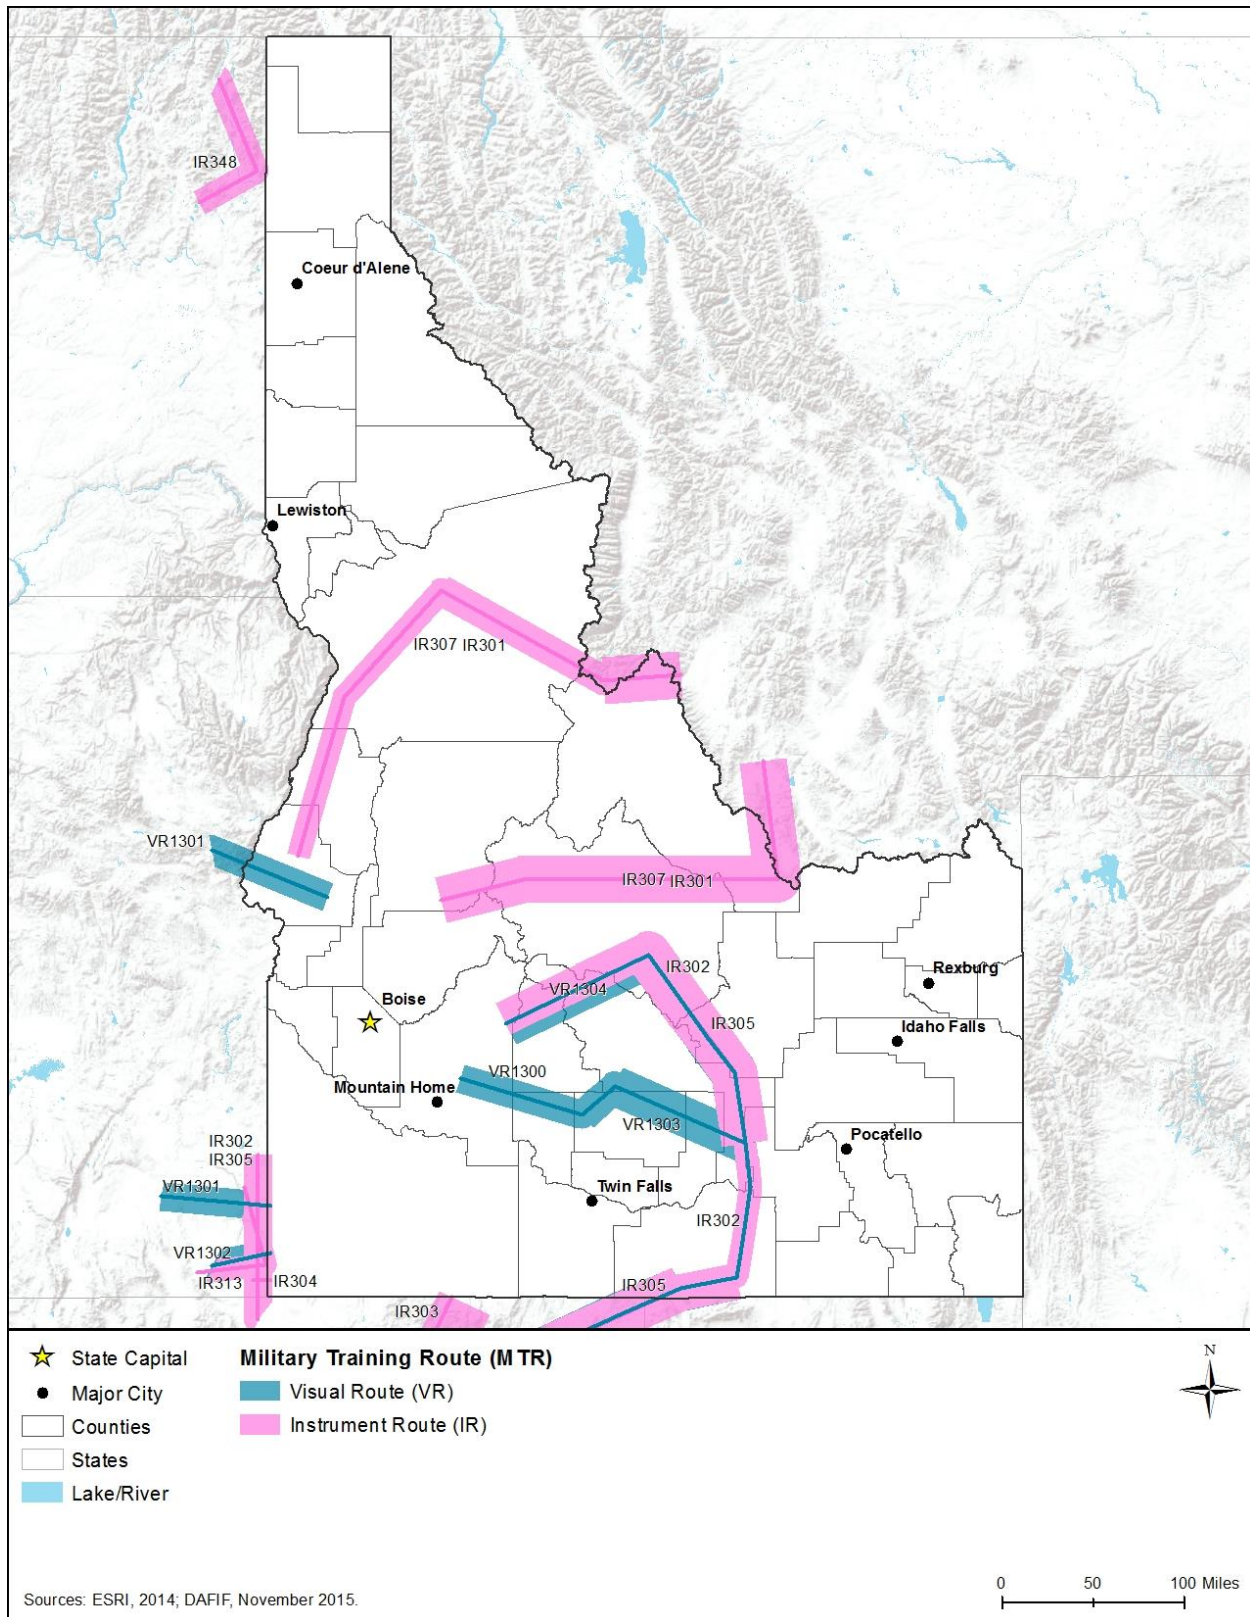 IR348
Coeur d'Alene
Lewiston
IR307 IR301
VR1301
IR307 IR301
IR302
Rexburg
VR1304
Boise
IR305
Idaho Falls
VR1300
Mountain Home
VR1303
Pocatello
IR302
IR305
VR1301
Twin Falls
IR302
VR1302
IR313
IR304
IR305
IR303
State Capital
Military Training Route (MTR)
N
Major City
Visual Route (VR)
Counties
Instrument Route (IR)
States
Lake/River
0 50 100 Miles
Sources: ESRI, 2014; DAFIF, November 2015.